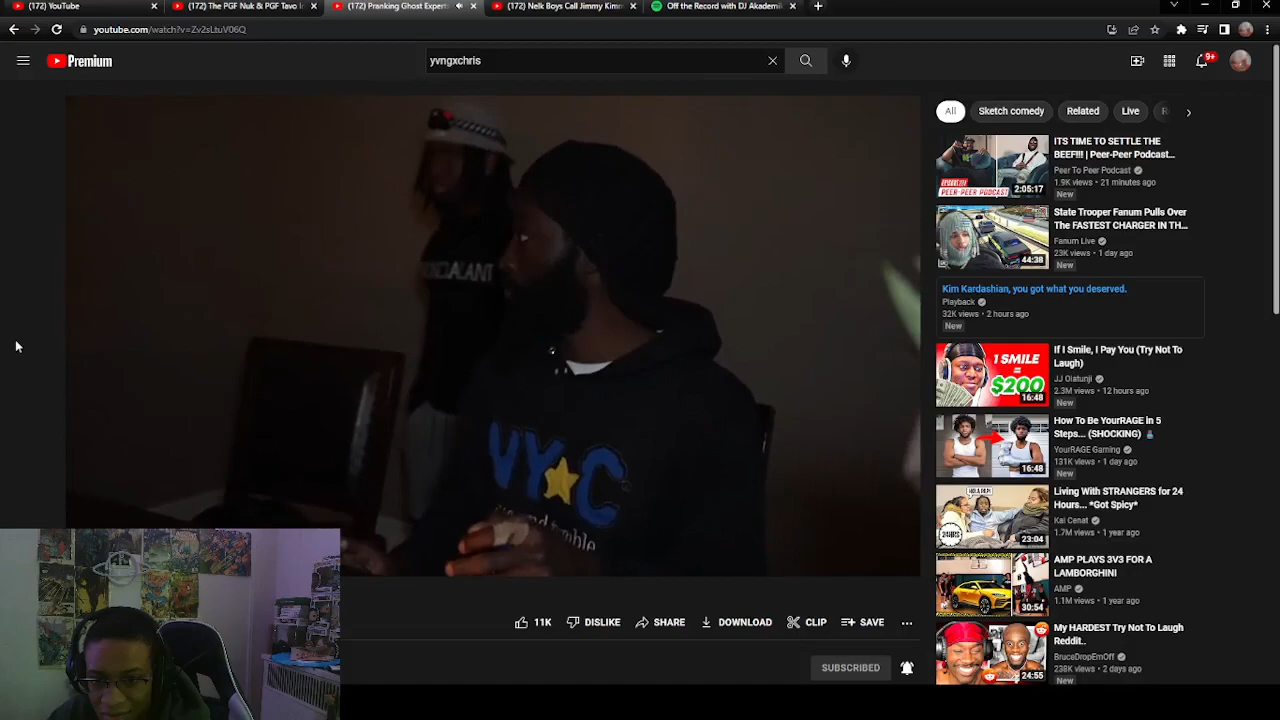 (172) YouTube
(172) The PGF Nuk & PGF Tavo I
(172) Pranking Ghost Expert
(172) Nelk Boys Call Jimmy Kimm
Off the Record with DJ Akademi
youtube.com/watch?v=Zv2sLtuV06Q
Premium
yvngxchris
9+
All
Sketch comedy
Related
Live
ITS TIME TO SETTLE THE
BEEF!!! | Peer-Peer Podcast...
Peer To Peer Podcast
1.9K views • 21 minutes ago
New
PEER-PEER PODCAST
2:05:17
State Trooper Fanum Pulls Over
The FASTEST CHARGER IN TH...
Fanum Live
23K views • 1 day ago
New
44:38
Kim Kardashian, you got what you deserved.
Playback
32K views • 2 hours ago
New
If I Smile, I Pay You (Try Not To
Laugh)
JJ Olatunji
2.3M views • 12 hours ago
New
1 SMILE
=
$200
16:48
How To Be YourRAGE in 5
Steps... (SHOCKING)
YourRAGE Gaming
131K views • 1 day ago
New
16:48
Living With STRANGERS for 24
Hours... *Got Spicy*
Kai Cenat
1.7M views • 1 year ago
24HRS
23:04
AMP PLAYS 3V3 FOR A
LAMBORGHINI
AMP
1.1M views • 1 year ago
30:54
My HARDEST Try Not To Laugh
Reddit..
BruceDropEmOff
238K views • 2 days ago
New
24:55
VYC
11K
DISLIKE
SHARE
DOWNLOAD
CLIP
SAVE
SUBSCRIBED